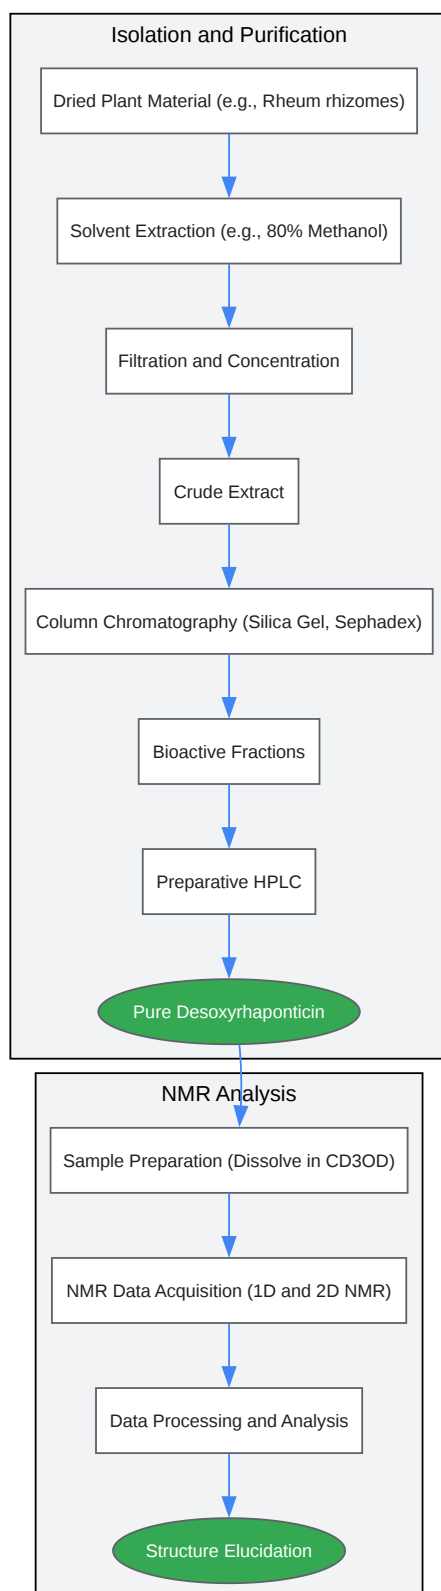 Isolation and Purification
Dried Plant Material (e.g., Rheum rhizomes)
Solvent Extraction (e.g., 80% Methanol)
Filtration and Concentration
Crude Extract
Column Chromatography (Silica Gel, Sephadex)
Bioactive Fractions
Preparative HPLC
Pure Desoxyrhaponticin
NMR Analysis
Sample Preparation (Dissolve in CD3OD)
NMR Data Acquisition (1D and 2D NMR)
Data Processing and Analysis
Structure Elucidation